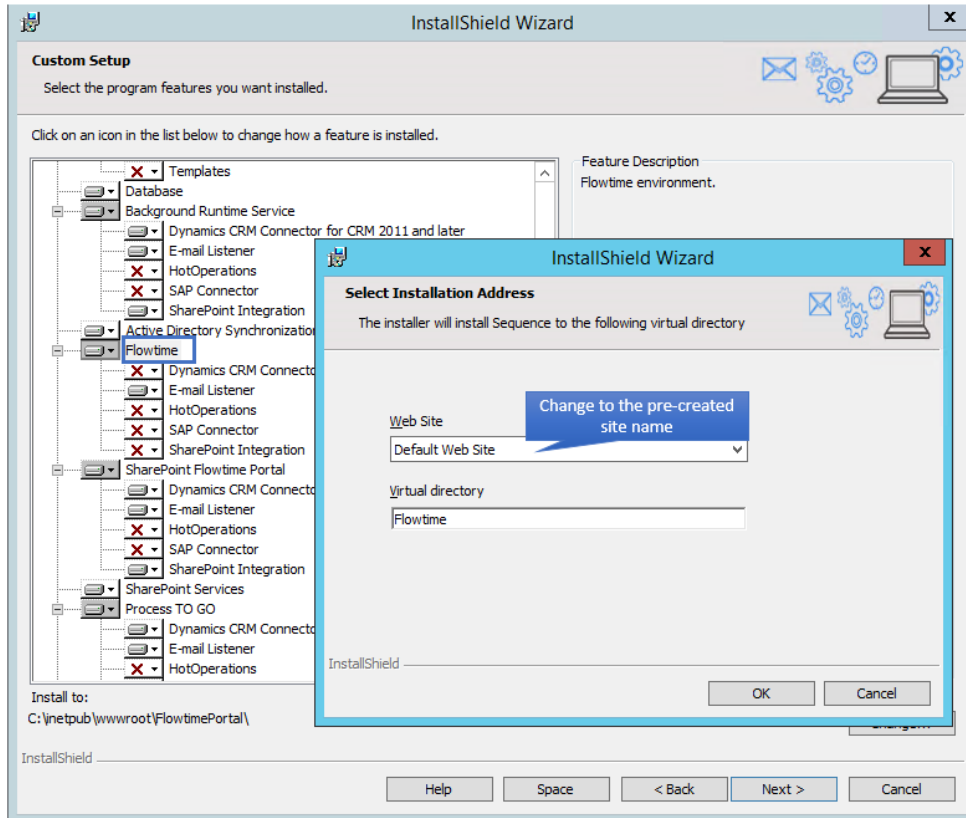 InstallShield Wizard
x
Custom Setup
Select the program features you want installed.
Click on an icon in the list below to change how a feature is installed.
Templates
Database
Background Runtime Service
Dynamics CRM Connector for CRM 2011 and later
E-mail Listener
HotOperations
SAP Connector
SharePoint Integration
Active Directory Synchronization
Flowtime
Dynamics CRM Connecto
E-mail Listener
HotOperations
SAP Connector
SharePoint Integration
SharePoint Flowtime Portal
Dynamics CRM Connecto
E-mail Listener
HotOperations
SAP Connector
SharePoint Integration
SharePoint Services
Process TO GO
Dynamics CRM Connecto
E-mail Listener
HotOperations
Feature Description
Flowtime environment.
InstallShield Wizard
x
Select Installation Address
The installer will install Sequence to the following virtual directory
Change to the pre-created
site name
Web Site
Default Web Site
Virtual directory
Flowtime
InstallShield
OK
Cancel
Install to:
C:\inetpub\wwwroot\FlowtimePortal\
InstallShield
Help
Space
< Back
Next >
Cancel